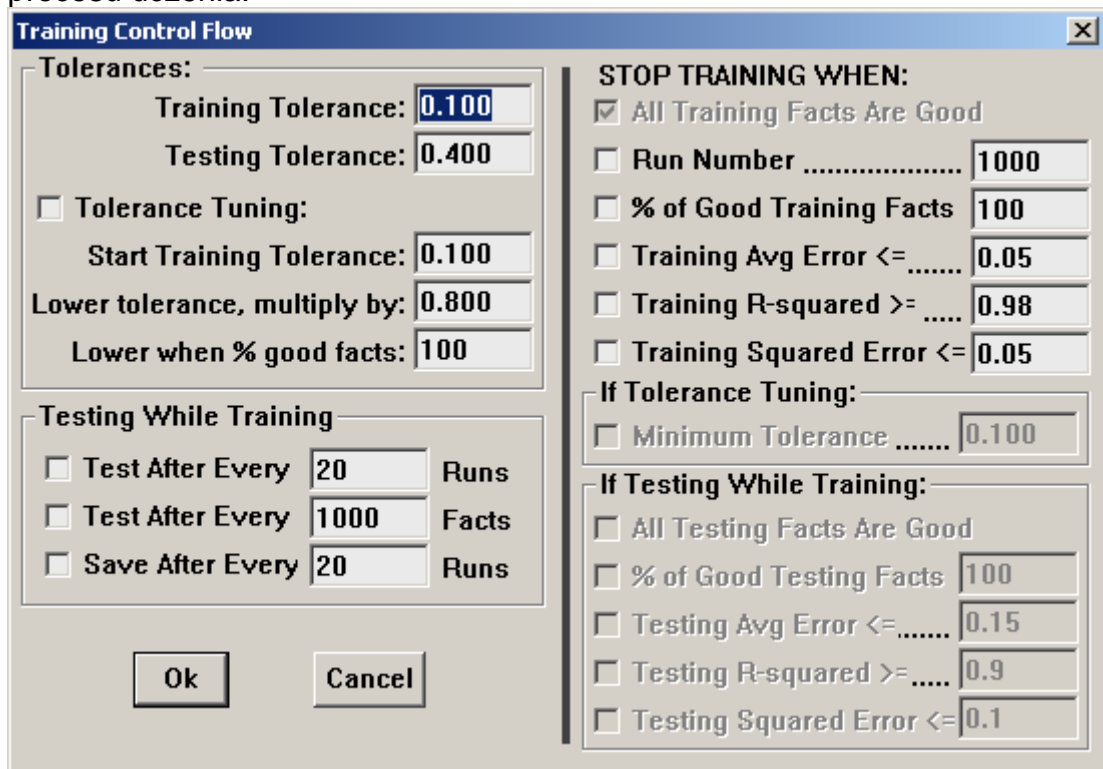 procesu uczenia.
Training Control Flow
Tolerances:
Training Tolerance: 0.100
Testing Tolerance: 0.400
Tolerance Tuning:
Start Training Tolerance: 0.100
Lower tolerance, multiply by: 0.800
Lower when % good facts: 100
Testing While Training
Test After Every 20 Runs
Test After Every 1000 Facts
Save After Every 20 Runs
Ok Cancel
STOP TRAINING WHEN:
All Training Facts Are Good
Run Number .................... 1000
% of Good Training Facts 100
Training Avg Error <=....... 0.05
Training R-squared >= ..... 0.98
Training Squared Error <= 0.05
If Tolerance Tuning:
Minimum Tolerance ....... 0.100
If Testing While Training:
All Testing Facts Are Good
% of Good Testing Facts 100
Testing Avg Error <=....... 0.15
Testing R-squared >=..... 0.9
Testing Squared Error <= 0.1